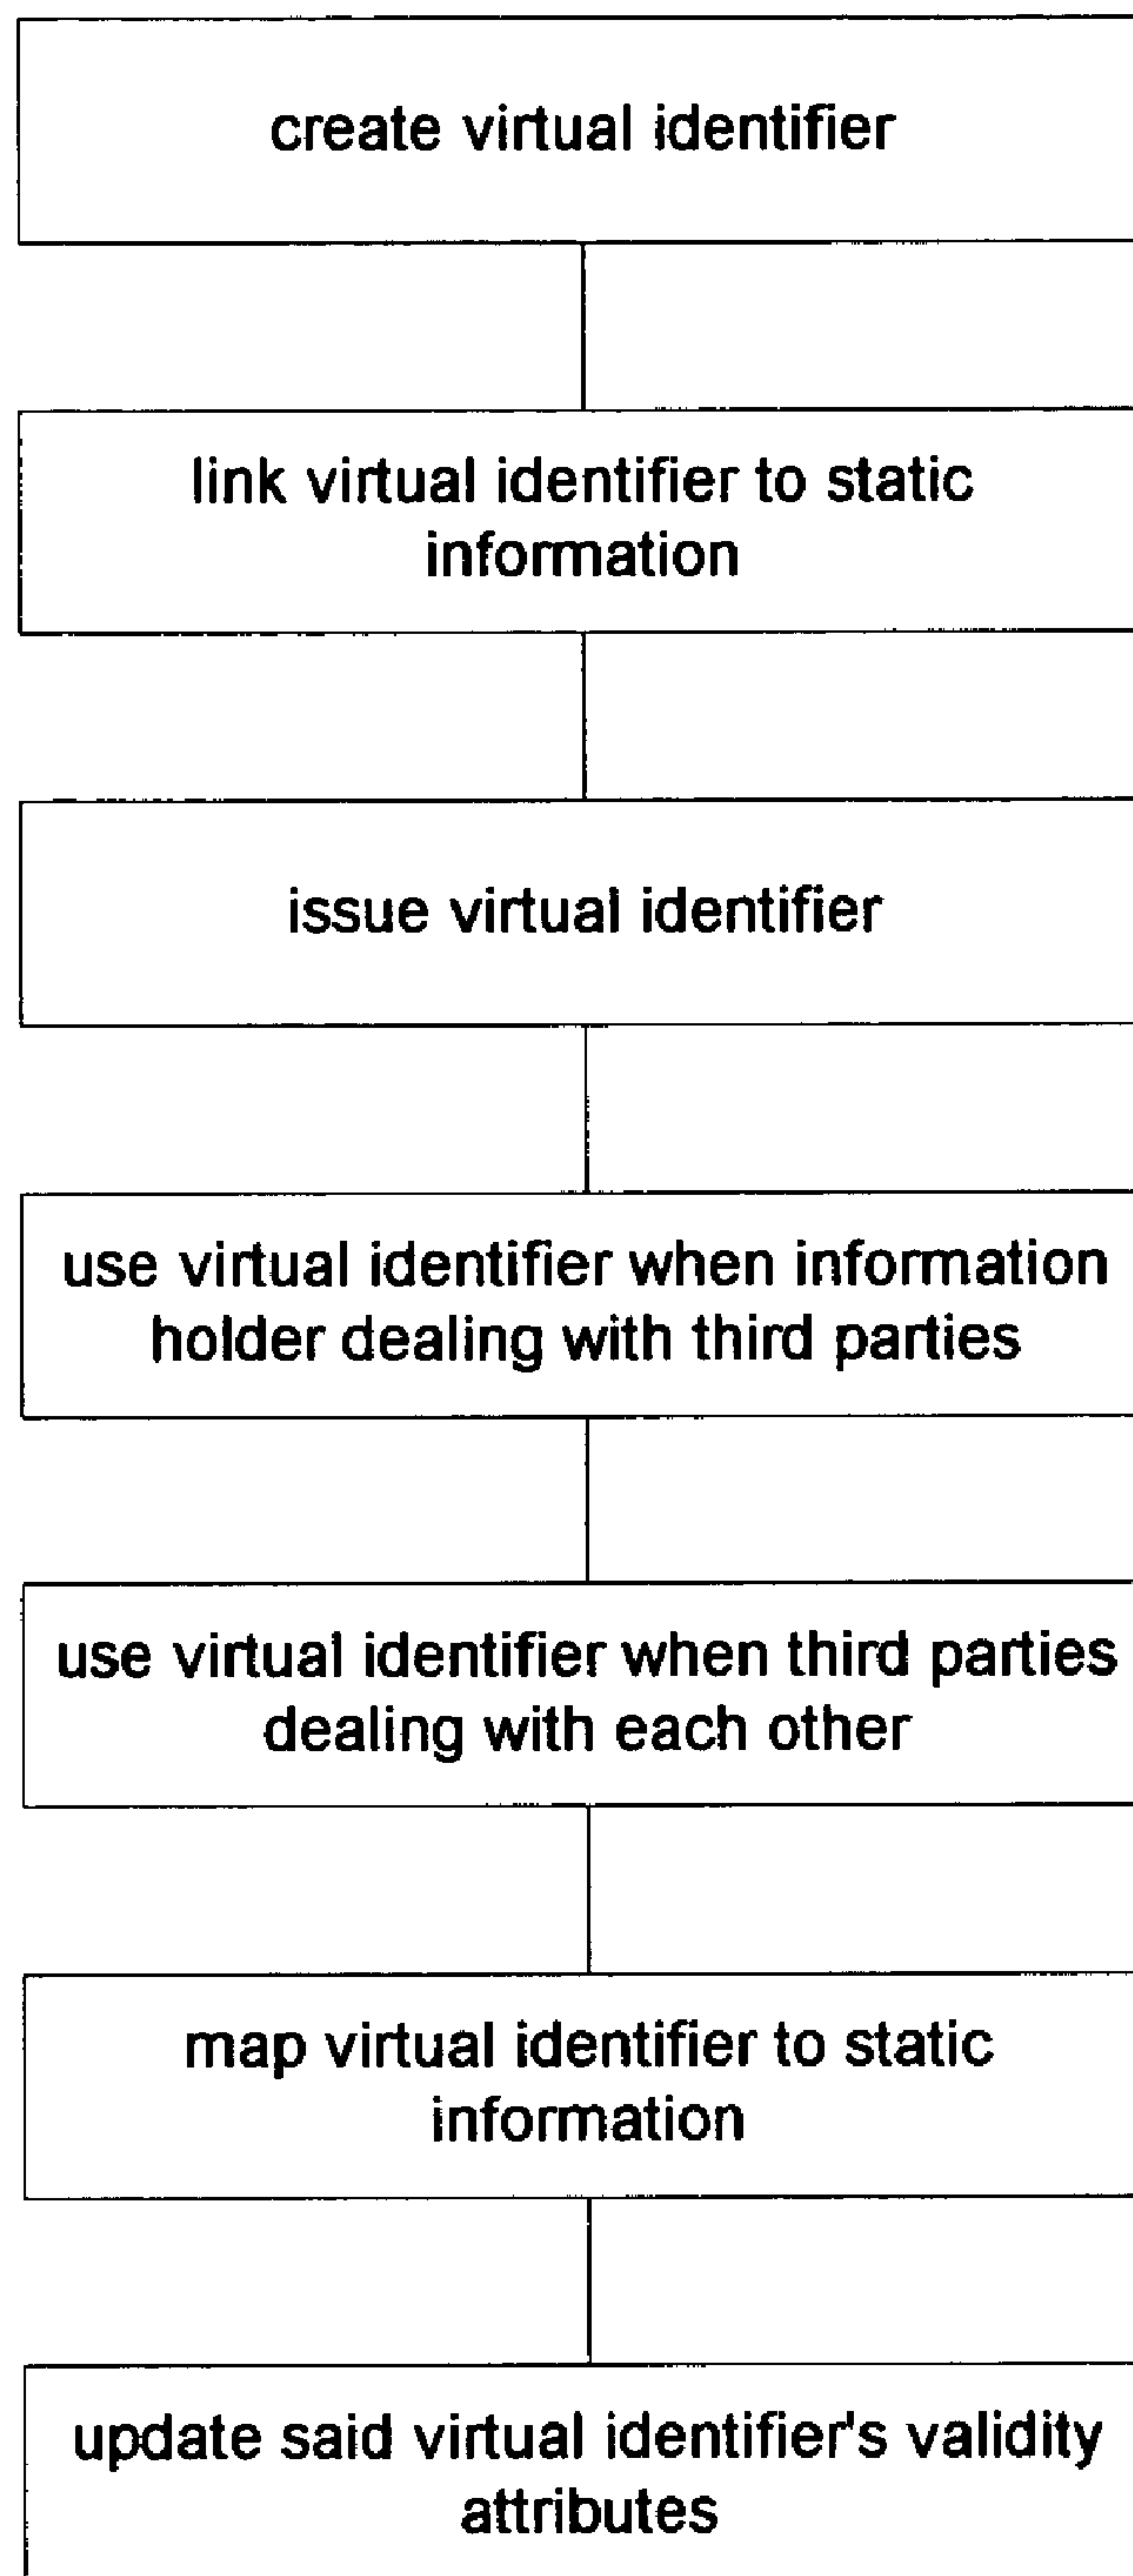 create virtual identifier
link virtual identifier to static
information
issue virtual identifier
use virtual identifier when information
holder dealing with third parties
use virtual identifier when third parties
dealing with each other
map virtual identifier to static
information
update said virtual identifier's validity
attributes